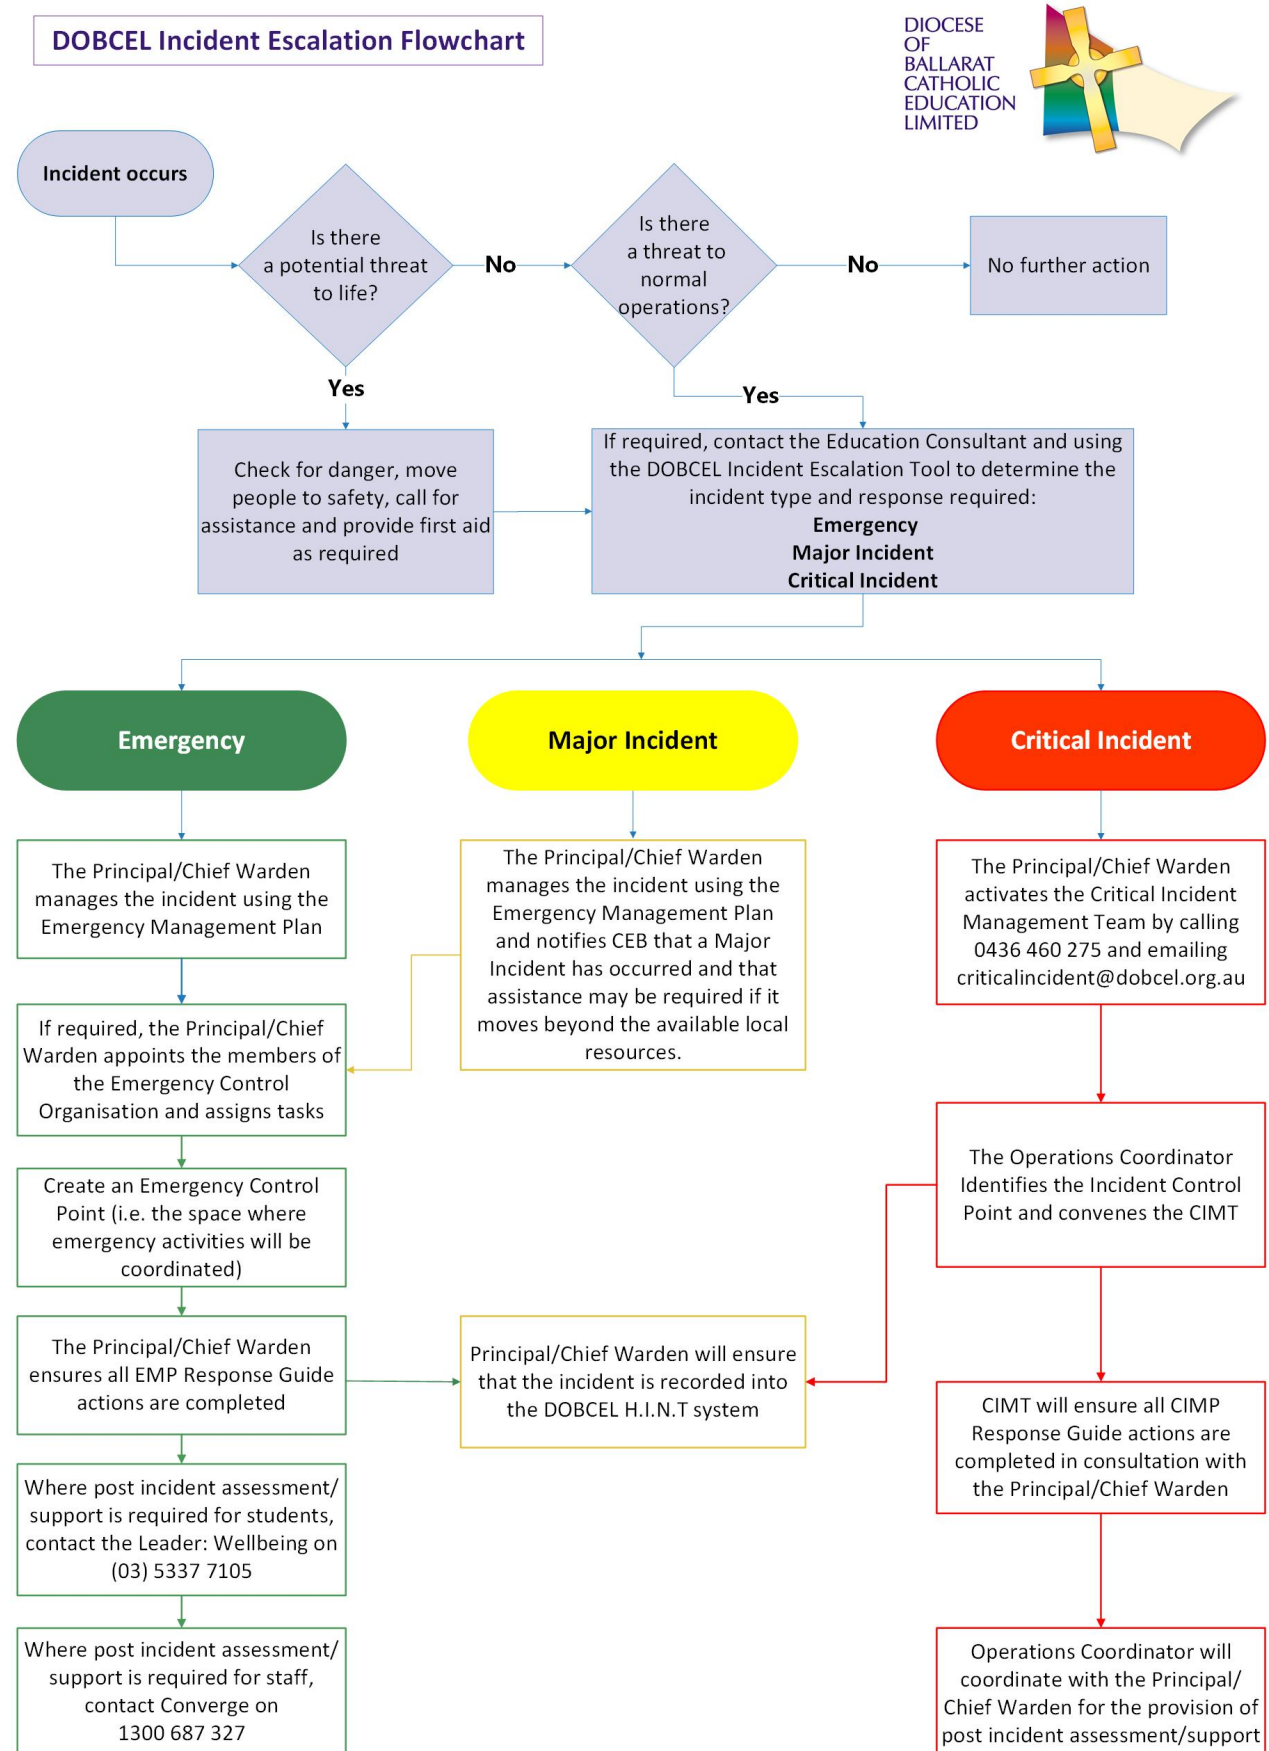 DOBCEL Incident Escalation Flowchart
DIOCESE
OF
BALLARAT
CATHOLIC
EDUCATION
LIMITED
Incident occurs
Is there
a potential threat
to life?
No
Is there
a threat to
normal
operations?
No
No further action
Yes
Yes
Check for danger, move
people to safety, call for
assistance and provide first aid
as required
If required, contact the Education Consultant and using
the DOBCEL Incident Escalation Tool to determine the
incident type and response required:
Emergency
Major Incident
Critical Incident
Emergency
Major Incident
Critical Incident
The Principal/Chief Warden
manages the incident using the
Emergency Management Plan
The Principal/Chief Warden
manages the incident using the
Emergency Management Plan
and notifies CEB that a Major
Incident has occurred and that
assistance may be required if it
moves beyond the available local
resources.
The Principal/Chief Warden
activates the Critical Incident
Management Team by calling
0436 460 275 and emailing
criticalincident@dobcel.org.au
If required, the Principal/Chief
Warden appoints the members of
the Emergency Control
Organisation and assigns tasks
The Operations Coordinator
Identifies the Incident Control
Point and convenes the CIMT
Create an Emergency Control
Point (i.e. the space where
emergency activities will be
coordinated)
The Principal/Chief Warden
ensures all EMP Response Guide
actions are completed
Principal/Chief Warden will ensure
that the incident is recorded into
the DOBCEL H.I.N.T system
CIMT will ensure all CIMP
Response Guide actions are
completed in consultation with
the Principal/Chief Warden
Where post incident assessment/
support is required for students,
contact the Leader: Wellbeing on
(03) 5337 7105
Where post incident assessment/
support is required for staff,
contact Converge on
1300 687 327
Operations Coordinator will
coordinate with the Principal/
Chief Warden for the provision of
post incident assessment/support